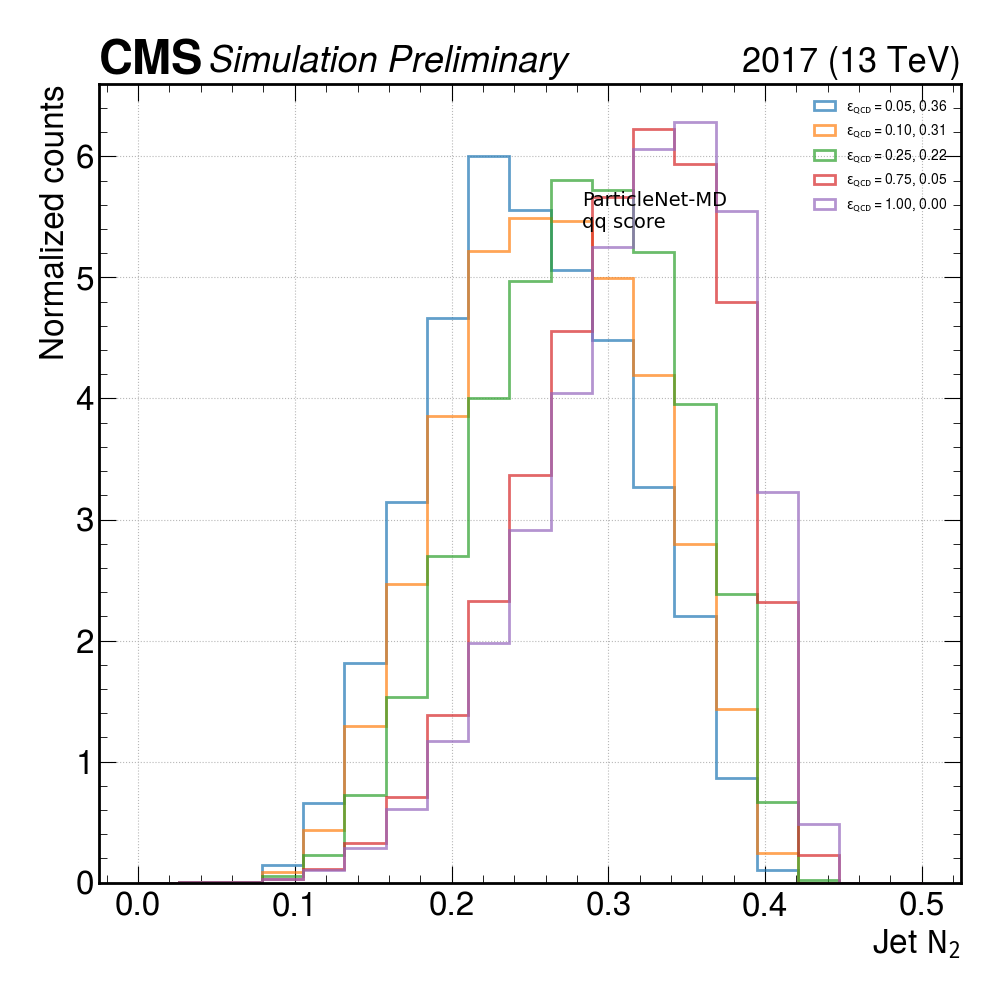 CMS Simulation Preliminary 2017 (13 TeV)
Normalized counts
6
5
4
3
2
1
0
ε_QCD = 0.05, 0.36
ε_QCD = 0.10, 0.31
ε_QCD = 0.25, 0.22
ε_QCD = 0.75, 0.05
ε_QCD = 1.00, 0.00
ParticleNet-MD
qq score
0.0 0.1 0.2 0.3 0.4 0.5
Jet N₂